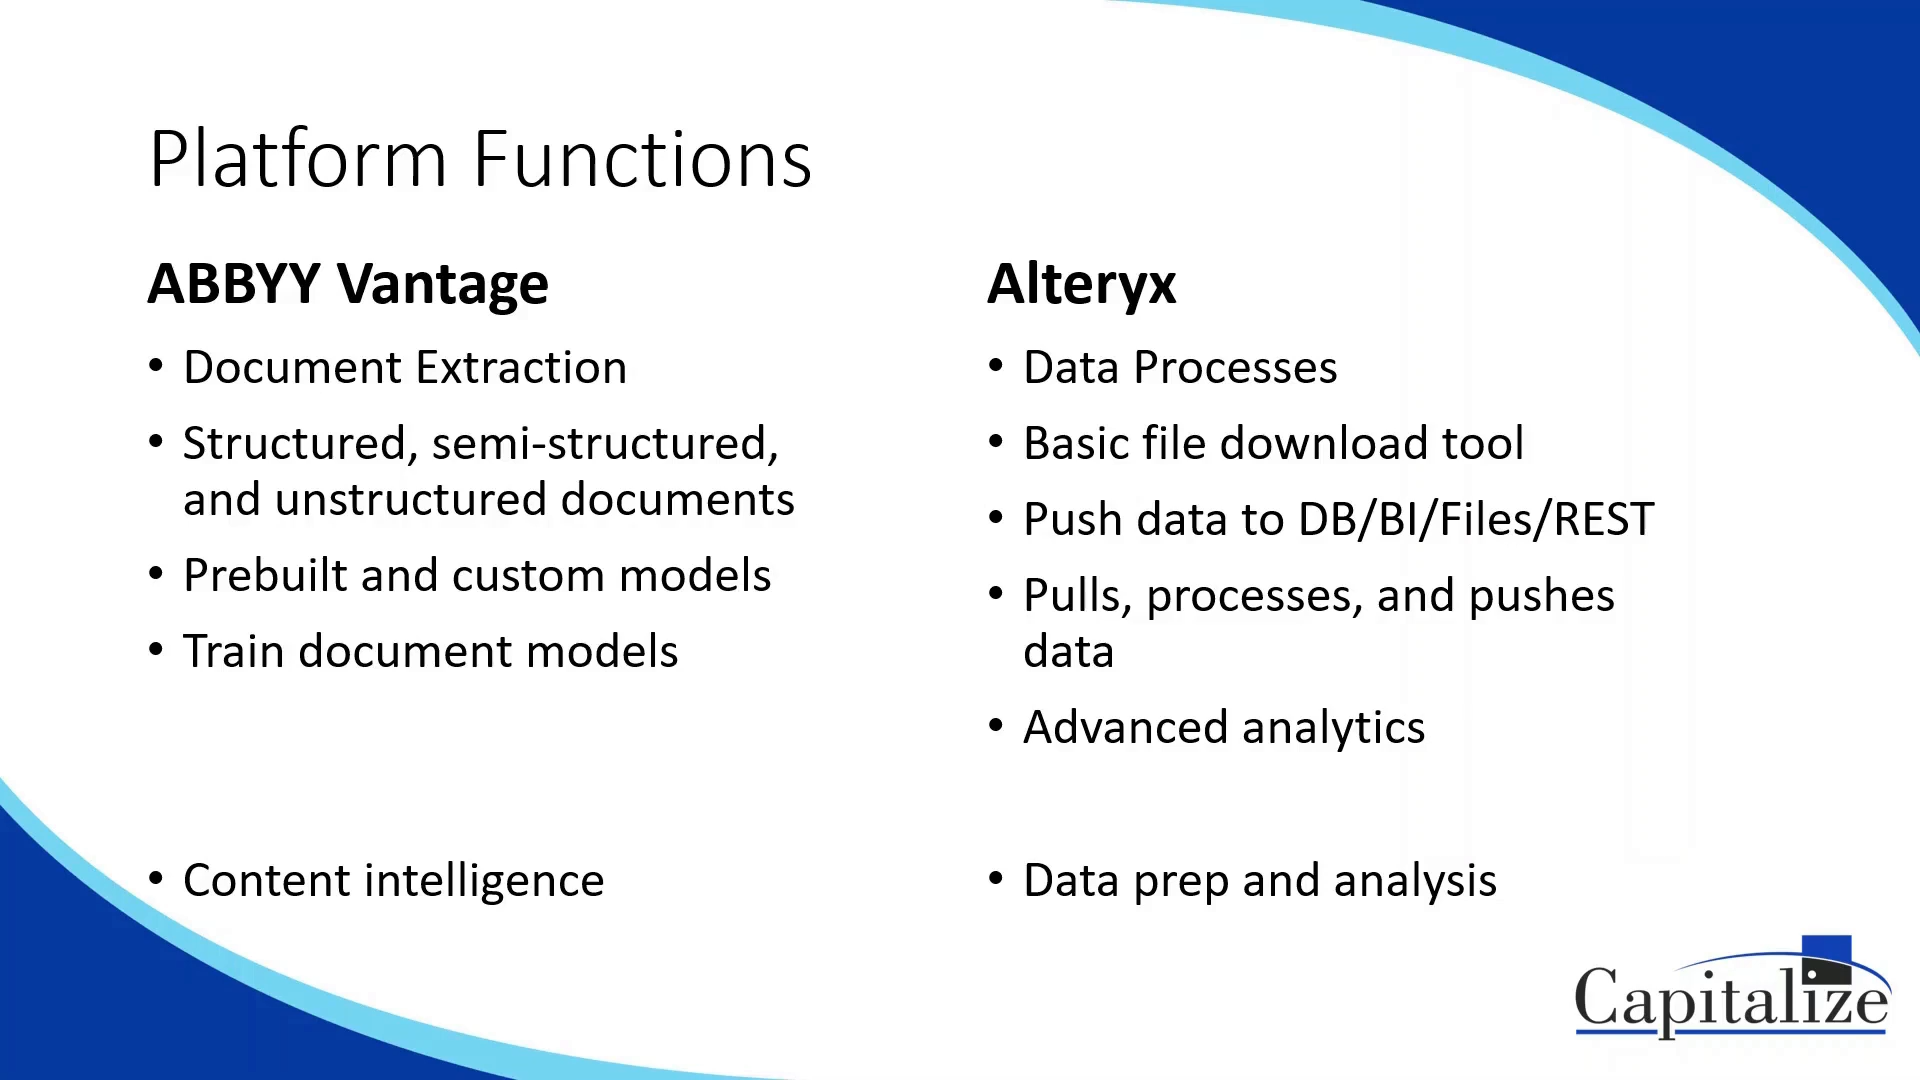 Platform Functions
ABBYY Vantage
• Document Extraction
• Structured, semi-structured,
and unstructured documents
• Prebuilt and custom models
• Train document models
• Content intelligence
Alteryx
• Data Processes
• Basic file download tool
• Push data to DB/BI/Files/REST
• Pulls, processes, and pushes
data
• Advanced analytics
• Data prep and analysis
Capitalize